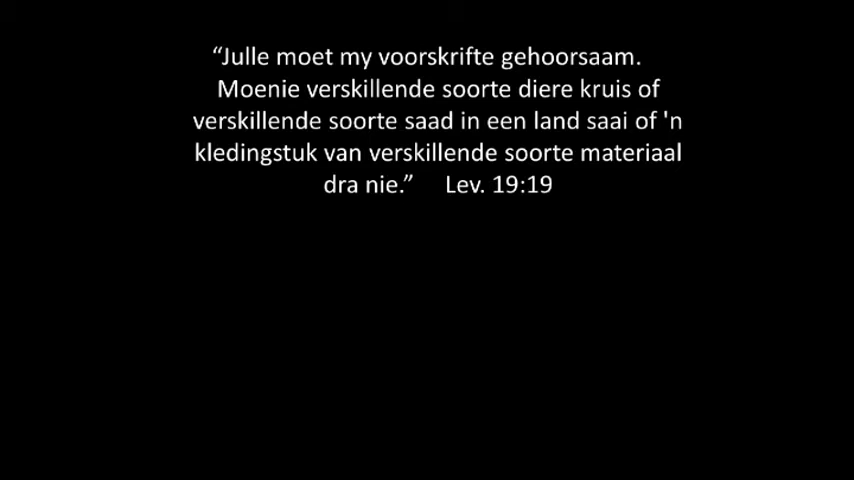 “Julle moet my voorskrifte gehoorsaam.
Moenie verskillende soorte diere kruis of
verskillende soorte saad in een land saai of 'n
kledingstuk van verskillende soorte materiaal
dra nie.” Lev. 19:19